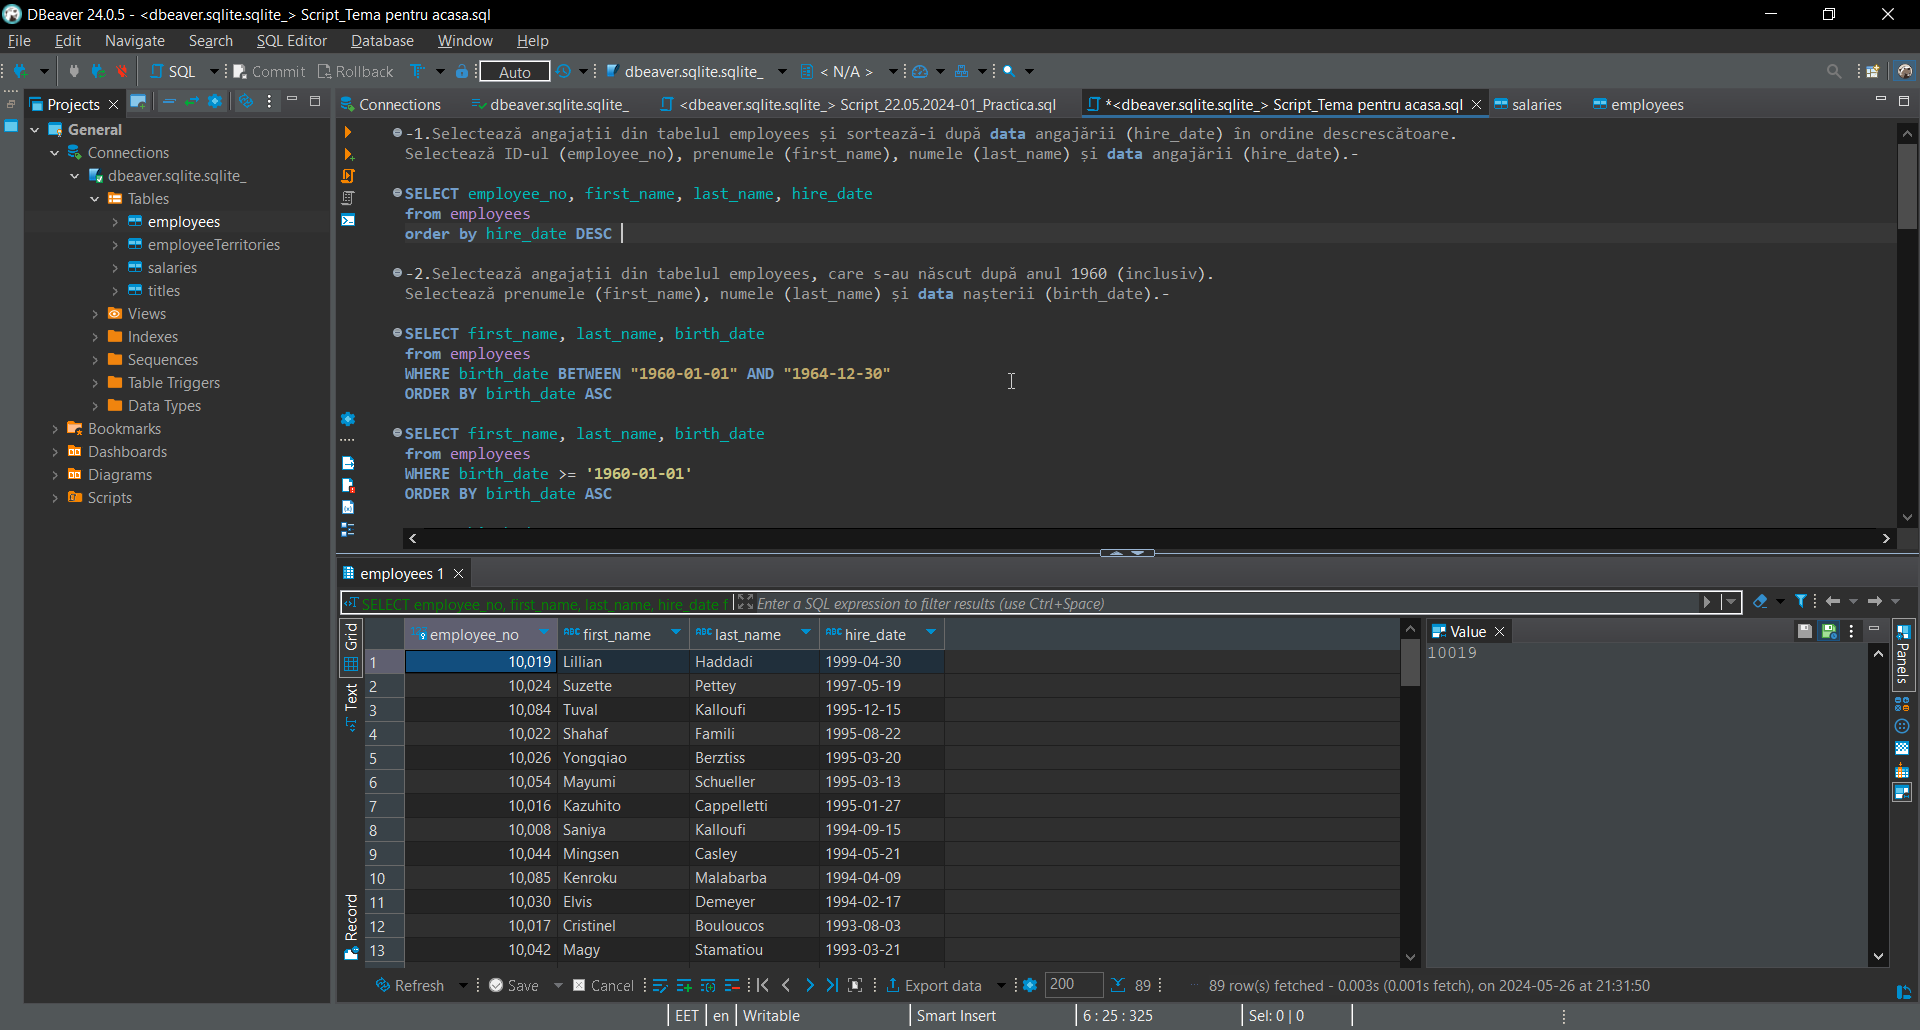 DBeaver 24.0.5 - <dbeaver.sqlite.sqlite_> Script_Tema pentru acasa.sql
File Edit Navigate Search SQL Editor Database Window Help
SQL Commit Rollback Auto dbeaver.sqlite.sqlite_ < N/A >
Projects
Connections dbeaver.sqlite.sqlite_ <dbeaver.sqlite.sqlite_> Script_22.05.2024-01_Practica.sql *<dbeaver.sqlite.sqlite_> Script_Tema pentru acasa.sql salaries employees
General
Connections
dbeaver.sqlite.sqlite_
Tables
employees
employeeTerritories
salaries
titles
Views
Indexes
Sequences
Table Triggers
Data Types
Bookmarks
Dashboards
Diagrams
Scripts
-1.Selectează angajații din tabelul employees și sortează-i după data angajării (hire_date) în ordine descrescătoare.
Selectează ID-ul (employee_no), prenumele (first_name), numele (last_name) și data angajării (hire_date).-
SELECT employee_no, first_name, last_name, hire_date
from employees
order by hire_date DESC
-2.Selectează angajații din tabelul employees, care s-au născut după anul 1960 (inclusiv).
Selectează prenumele (first_name), numele (last_name) și data nașterii (birth_date).-
SELECT first_name, last_name, birth_date
from employees
WHERE birth_date BETWEEN "1960-01-01" AND "1964-12-30"
ORDER BY birth_date ASC
SELECT first_name, last_name, birth_date
from employees
WHERE birth_date >= '1960-01-01'
ORDER BY birth_date ASC
employees 1
SELECT employee_no, first_name, last_name, hire_date f Enter a SQL expression to filter results (use Ctrl+Space)
Grid
Text
Record
employee_no first_name last_name hire_date
1 10,019 Lillian Haddadi 1999-04-30
2 10,024 Suzette Pettey 1997-05-19
3 10,084 Tuval Kalloufi 1995-12-15
4 10,022 Shahaf Famili 1995-08-22
5 10,026 Yongqiao Berztiss 1995-03-20
6 10,054 Mayumi Schueller 1995-03-13
7 10,016 Kazuhito Cappelletti 1995-01-27
8 10,008 Saniya Kalloufi 1994-09-15
9 10,044 Mingsen Casley 1994-05-21
10 10,085 Kenroku Malabarba 1994-04-09
11 10,030 Elvis Demeyer 1994-02-17
12 10,017 Cristinel Bouloucos 1993-08-03
13 10,042 Magy Stamatiou 1993-03-21
Value
10019
Panels
Refresh Save Cancel Export data 200 89 89 row(s) fetched - 0.003s (0.001s fetch), on 2024-05-26 at 21:31:50
EET en Writable Smart Insert 6 : 25 : 325 Sel: 0 | 0